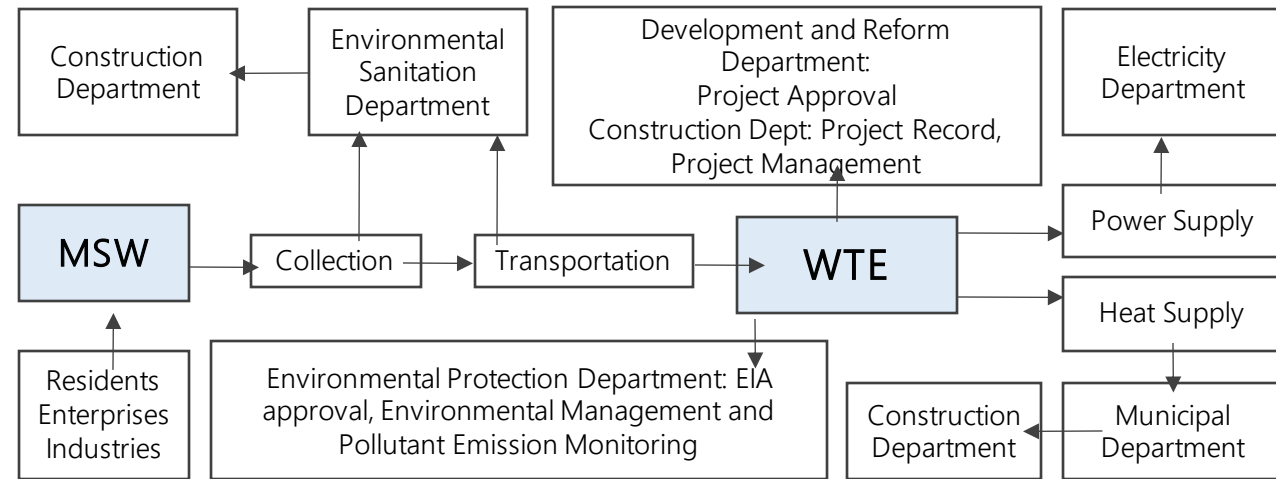 Construction
Department
Environmental
Sanitation
Department
Development and Reform
Department:
Project Approval
Construction Dept: Project Record,
Project Management
Electricity
Department
MSW
Collection
Transportation
WTE
Power Supply
Heat Supply
Residents
Enterprises
Industries
Environmental Protection Department: EIA
approval, Environmental Management and
Pollutant Emission Monitoring
Construction
Department
Municipal
Department